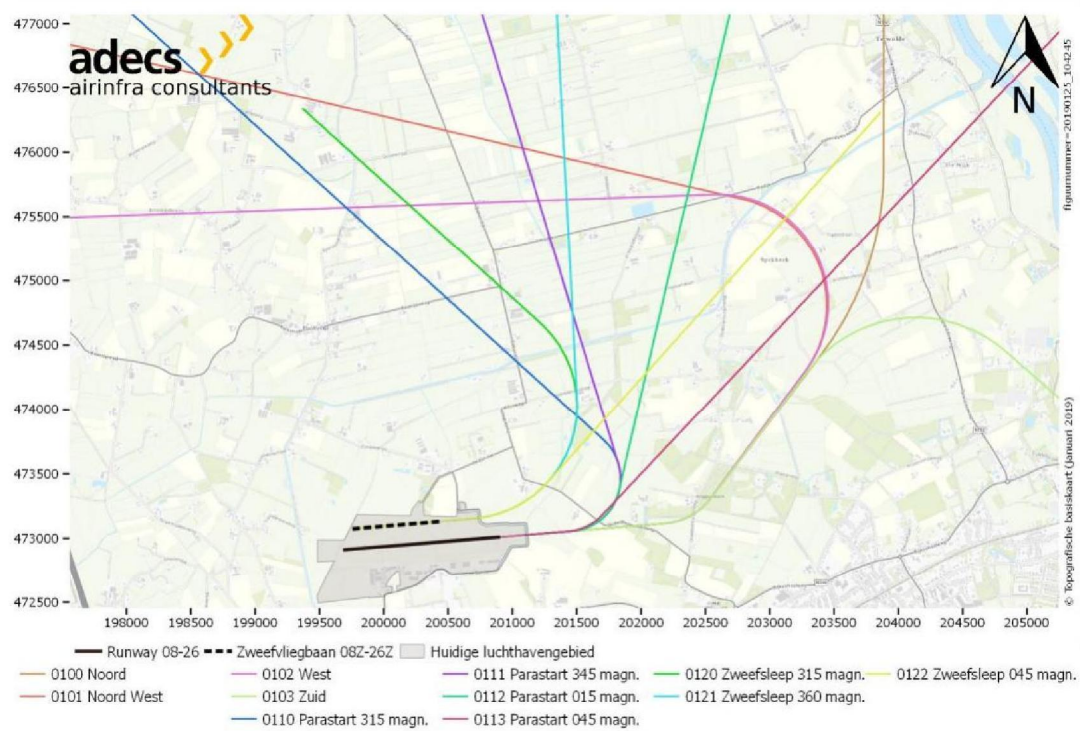 adecs
airinfra consultants
N
477000
476500
476000
475500
475000
474500
474000
473500
473000
472500
198000 198500 199000 199500 200000 200500 201000 201500 202000 202500 203000 203500 204000 204500 205000
figuurnummer=20190125_104245
© Topografische basiskaart (januari 2019)
Runway 08-26 Zweefvliegbaan 08Z-26Z Huidige luchthavengebied
0100 Noord 0102 West 0111 Parastart 345 magn. 0120 Zweefsleep 315 magn. 0122 Zweefsleep 045 magn.
0101 Noord West 0103 Zuid 0112 Parastart 015 magn. 0121 Zweefsleep 360 magn.
0110 Parastart 315 magn. 0113 Parastart 045 magn.